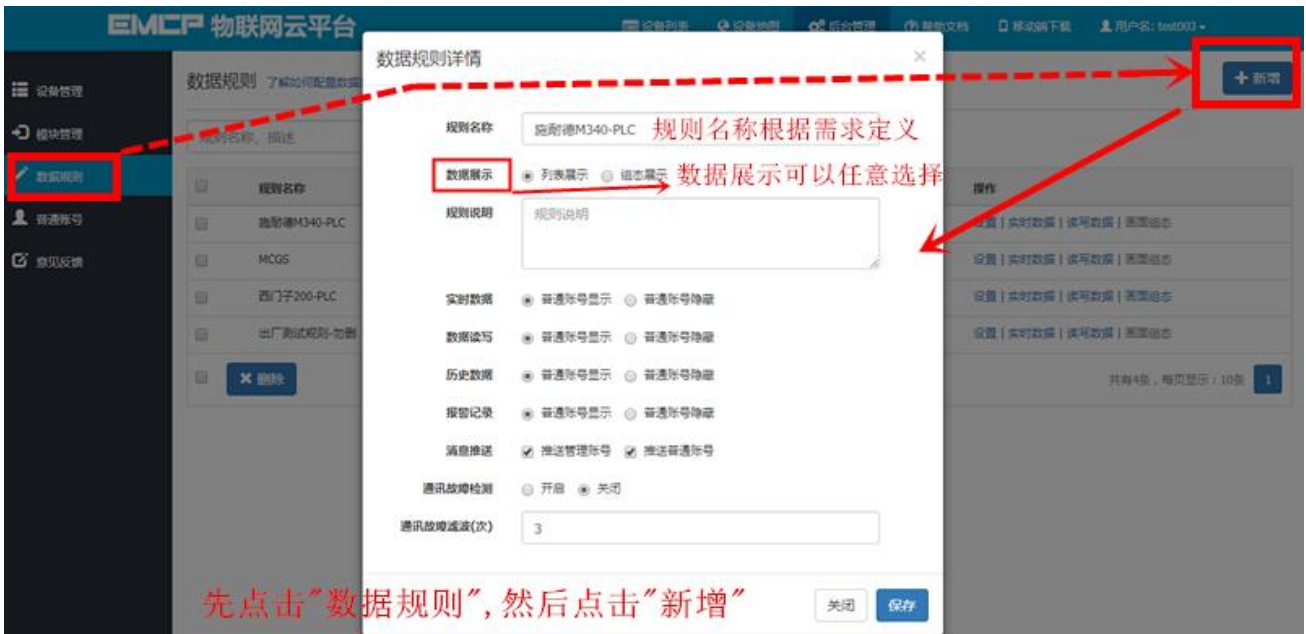 EMCP 物联网云平台
设备列表 设备地图 后台管理 帮助文档 移动端下载 用户名: test003
设备管理
模块管理
数据规则
普通账号
意见反馈
数据规则 了解如何配置数据
新增
规则名称、描述
规则名称 操作
施耐德M340-PLC 设置 | 实时数据 | 读写数据 | 画面组态
MCGS 设置 | 实时数据 | 读写数据 | 画面组态
西门子200-PLC 设置 | 实时数据 | 读写数据 | 画面组态
出厂测试规则-勿删 设置 | 实时数据 | 读写数据 | 画面组态
删除 共有4条，每页显示：10条 1
数据规则详情 ×
规则名称 施耐德M340-PLC 规则名称根据需求定义
数据展示 列表展示 组态展示 数据展示可以任意选择
规则说明 规则说明
实时数据 普通账号显示 普通账号隐藏
数据读写 普通账号显示 普通账号隐藏
历史数据 普通账号显示 普通账号隐藏
报警记录 普通账号显示 普通账号隐藏
消息推送 推送管理账号 推送普通账号
通讯故障检测 开启 关闭
通讯故障滤波(次) 3
先点击"数据规则",然后点击"新增"
关闭 保存